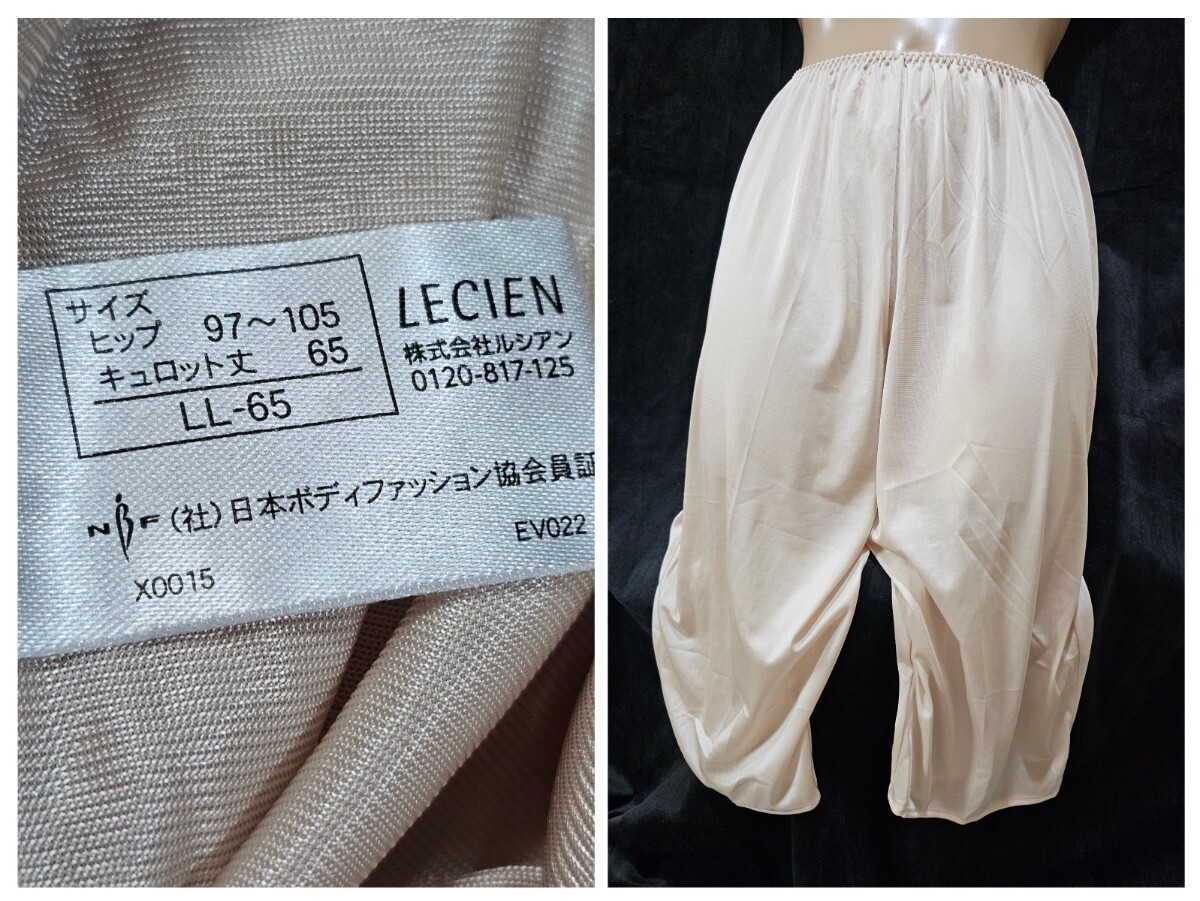 サイズ
ヒップ 97～105
キュロット丈 65
LL-65
LECIEN
株式会社ルシアン
0120-817-125
NBF (社)日本ボディファッション協会員証
EV022
X0015